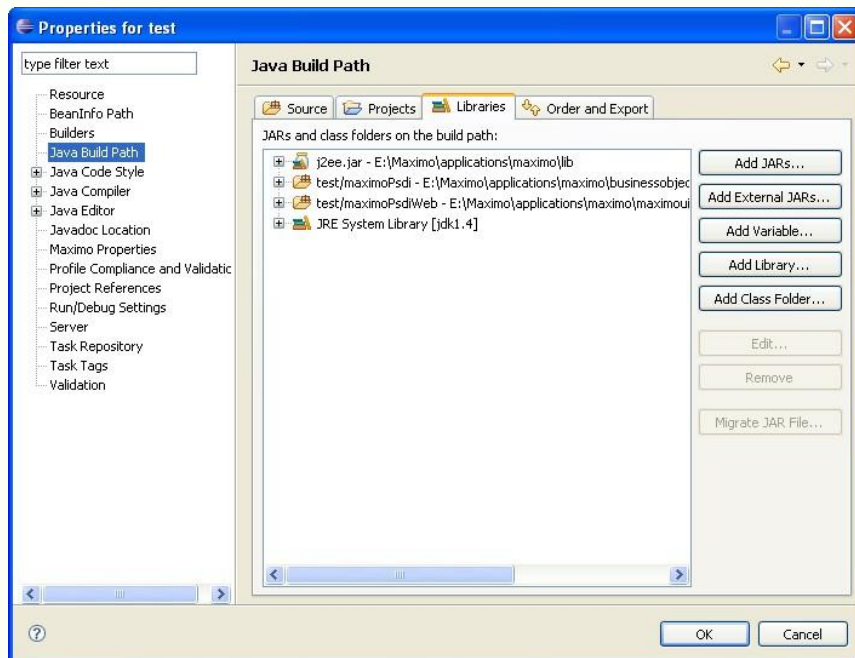 Properties for test
type filter text
Resource
BeanInfo Path
Builders
Java Build Path
Java Code Style
Java Compiler
Java Editor
Javadoc Location
Maximo Properties
Profile Compliance and Validatic
Project References
Run/Debug Settings
Server
Task Repository
Task Tags
Validation
Java Build Path
Source Projects Libraries Order and Export
JARs and class folders on the build path:
j2ee.jar - E:\Maximo\applications\maximo\lib
test/maximoPsdi - E:\Maximo\applications\maximo\businessobjec
test/maximoPsdiWeb - E:\Maximo\applications\maximo\maximoui
JRE System Library [jdk1.4]
Add JARs...
Add External JARs...
Add Variable...
Add Library...
Add Class Folder...
Edit...
Remove
Migrate JAR File...
OK Cancel